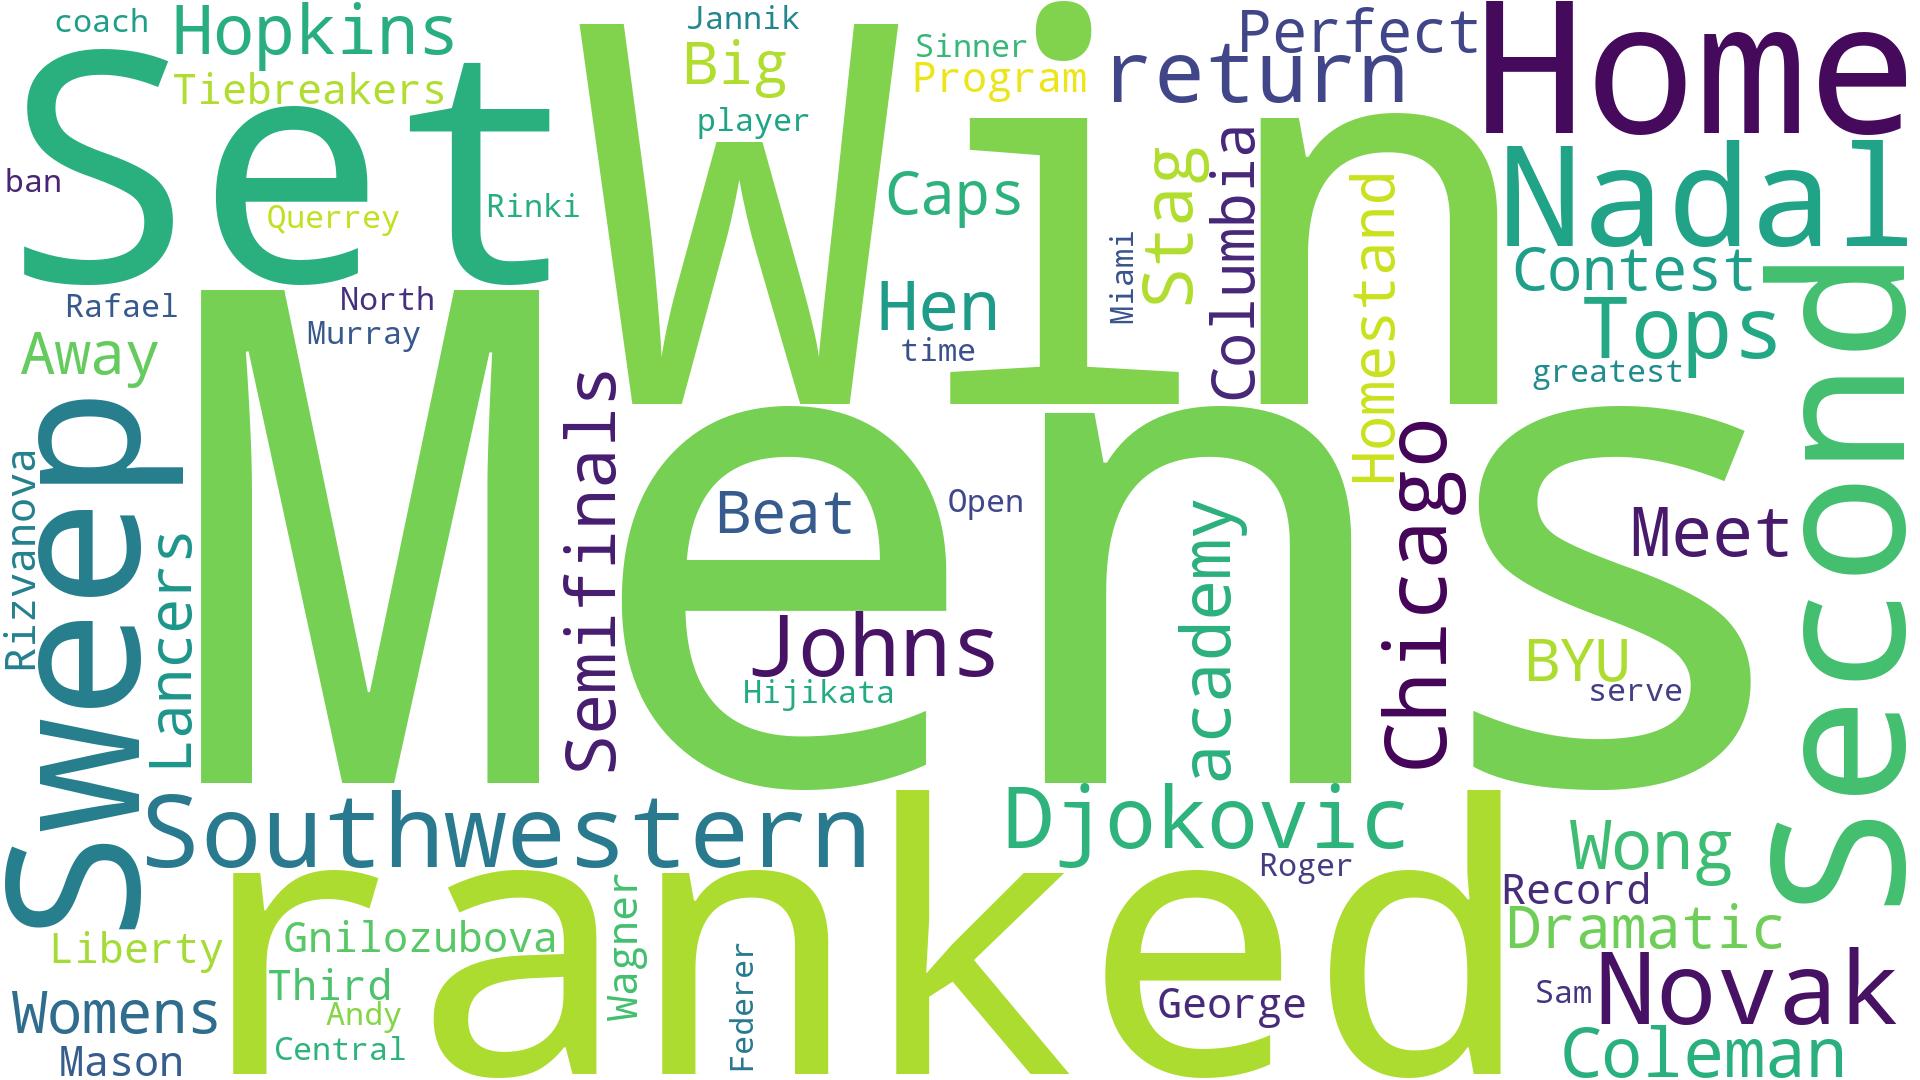 coach
Hopkins
Jannik
Big
Sinner
Program
Perfect
return
Home
Tiebreakers
Set
Win
player
ban
Querrey
Rinki
Caps
Stag
Columbia
Miami
Homestand
Nadal
Contest
Tops
greatest
Second
Rafael
North
Murray
Away
Hen
time
Mens
Sweep
Rizvanova
Lancers
Semifinals
Beat
Open
Johns
Hijikata
academy
Chicago
Meet
BYU
serve
Southwestern
Djokovic
Roger
Wong
Record
Dramatic
ranked
Liberty
Gnilozubova
Third
Andy
Central
Wagner
Federer
George
Sam
Novak
Womens
Mason
Coleman